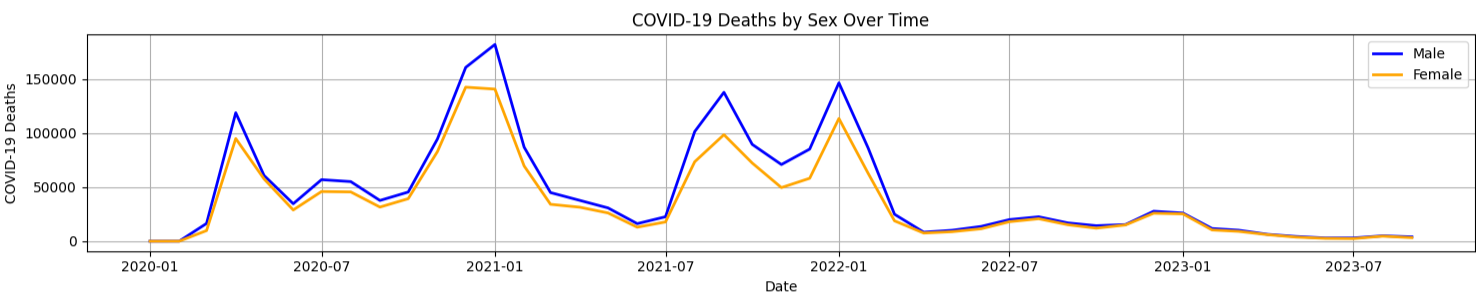 COVID-19 Deaths by Sex Over Time
Male
Female
COVID-19 Deaths
150000
100000
50000
0
2020-01 2020-07 2021-01 2021-07 2022-01 2022-07 2023-01 2023-07
Date